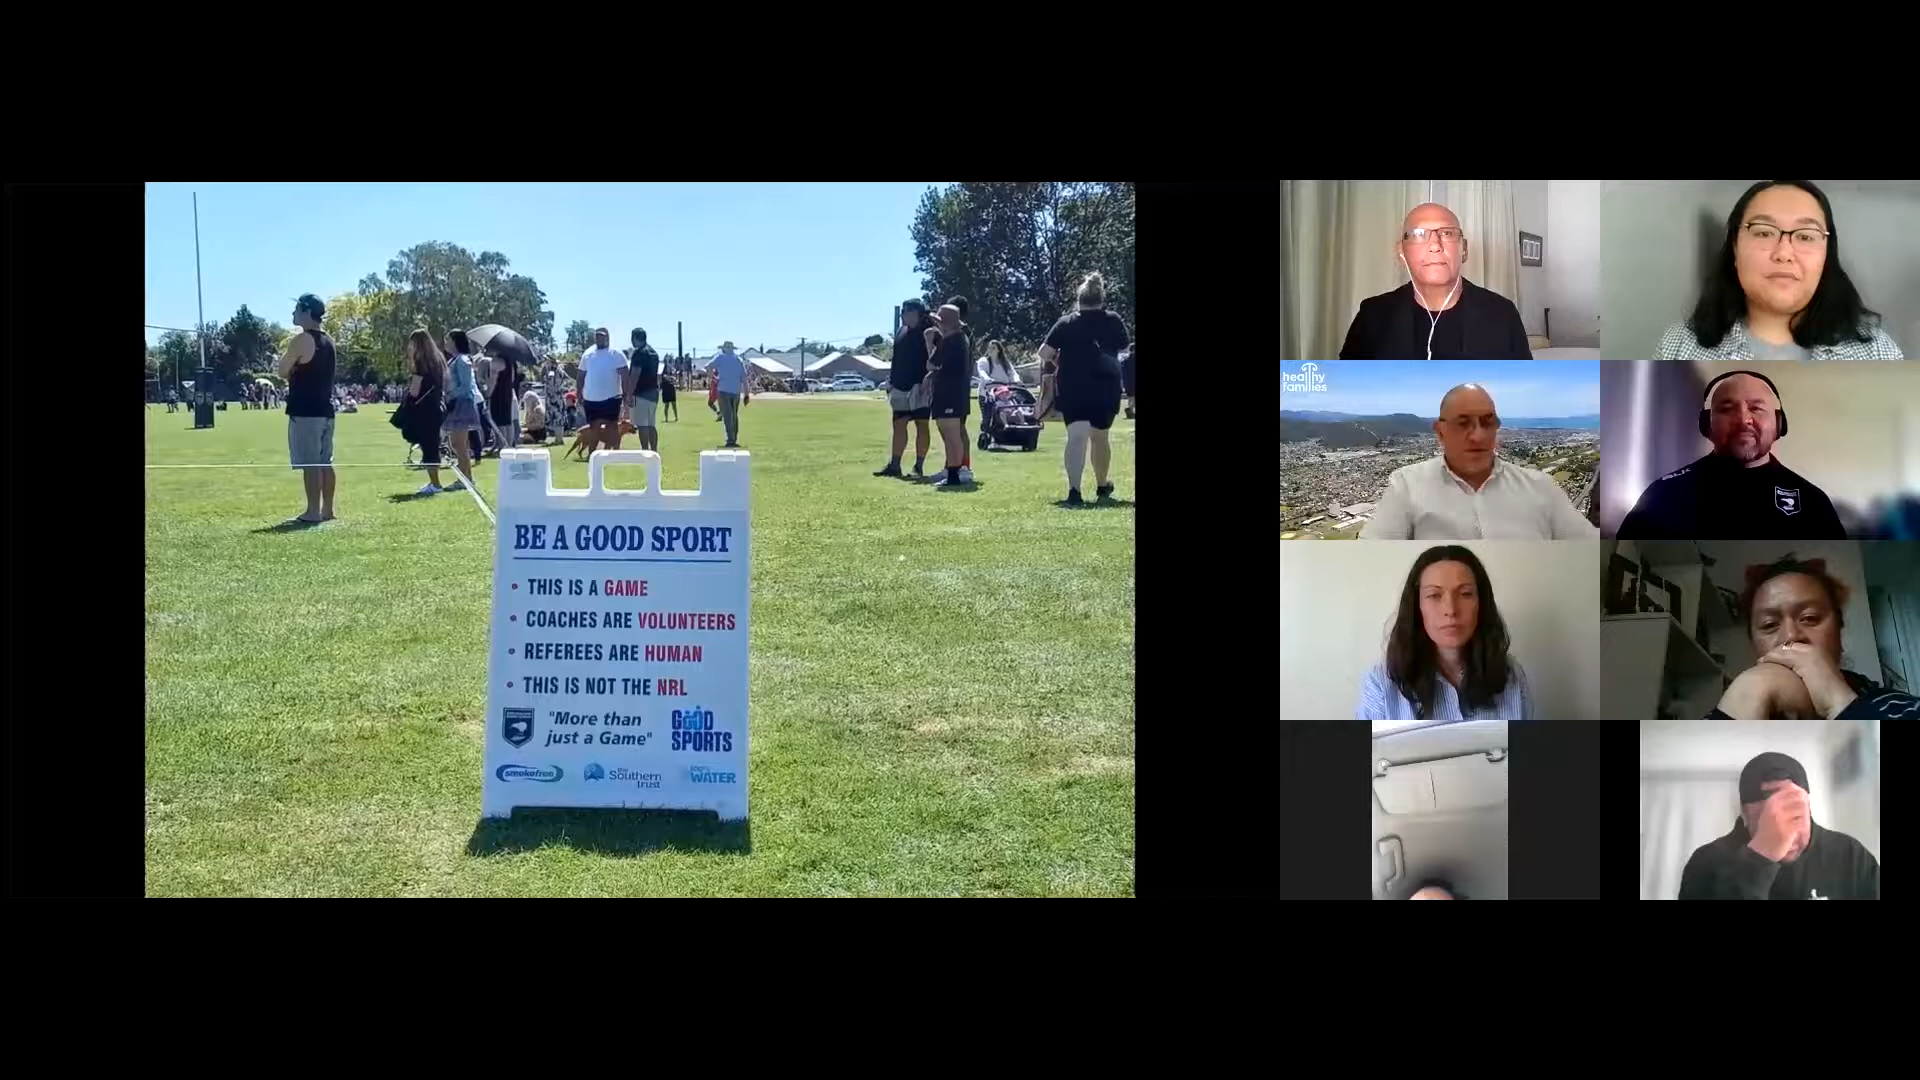 BE A GOOD SPORT
• THIS IS A GAME
• COACHES ARE VOLUNTEERS
• REFEREES ARE HUMAN
• THIS IS NOT THE NRL
"More than
just a Game"
GOOD
SPORTS
smokefree
the
Southern
trust
WATER
healthy
families